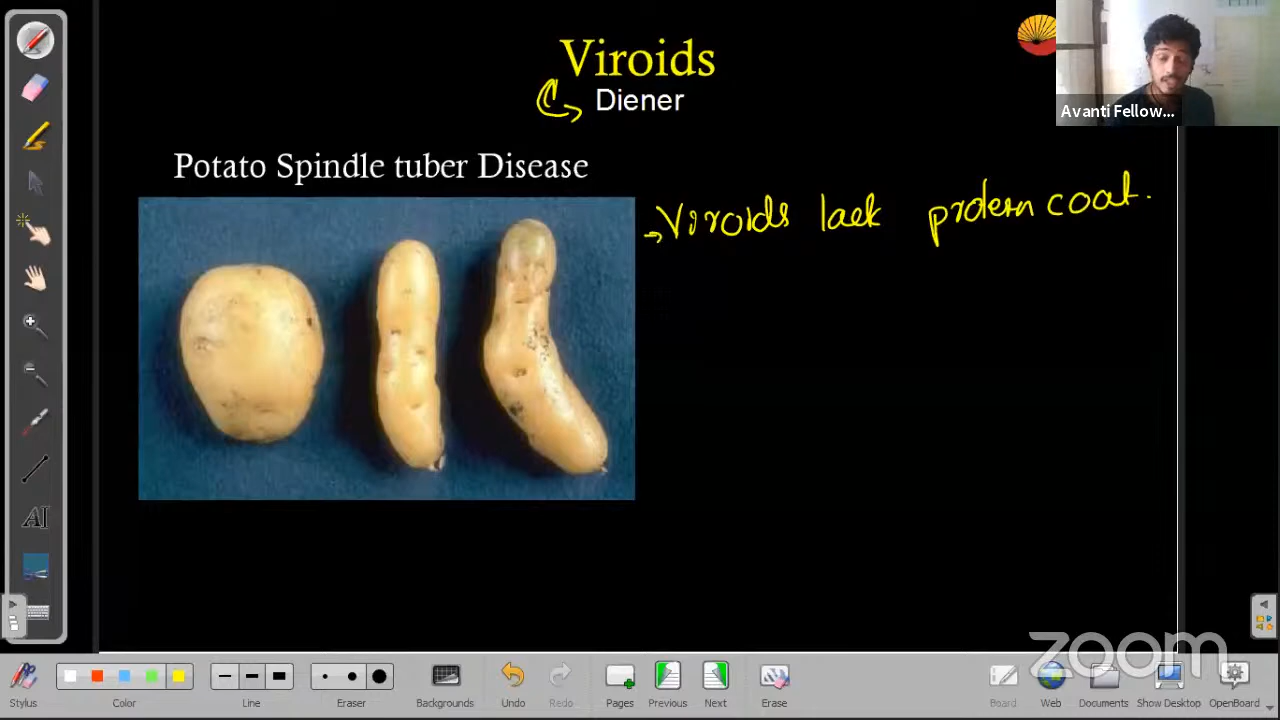 Viroids
Diener
Avanti Fellow...
Potato Spindle tuber Disease
Viroids lack protein coat.
AI
zoom
Stylus
Color
Line
Eraser
Backgrounds
Undo
Redo
Pages
Previous
Next
Erase
Board
Web
Documents
Show Desktop
OpenBoard